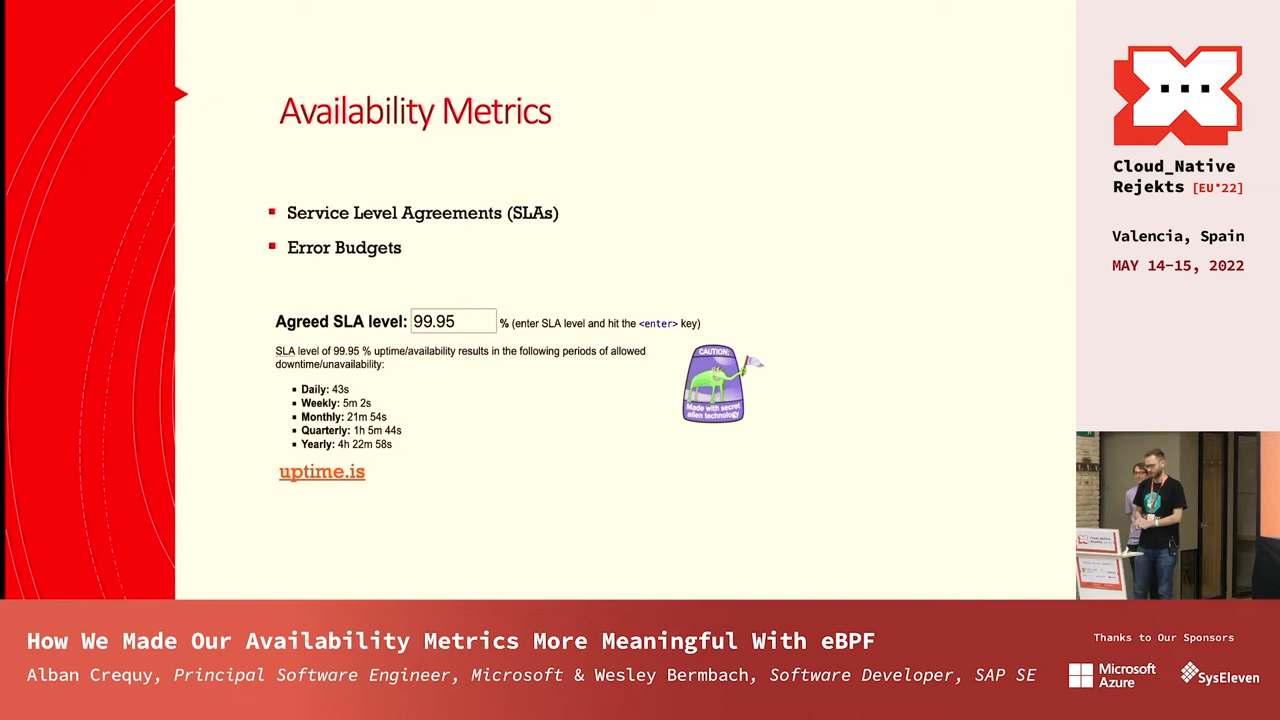 Availability Metrics
Service Level Agreements (SLAs)
Error Budgets
Agreed SLA level: 99.95 % (enter SLA level and hit the <enter> key)
SLA level of 99.95 % uptime/availability results in the following periods of allowed
downtime/unavailability:
Daily: 43s
Weekly: 5m 2s
Monthly: 21m 54s
Quarterly: 1h 5m 44s
Yearly: 4h 22m 58s
CAUTION:
Made with secret
alien technology
uptime.is
Cloud_Native
Rejekts [EU'22]
Valencia, Spain
MAY 14-15, 2022
How We Made Our Availability Metrics More Meaningful With eBPF
Alban Crequy, Principal Software Engineer, Microsoft & Wesley Bermbach, Software Developer, SAP SE
Thanks to Our Sponsors
Microsoft
Azure
SysEleven